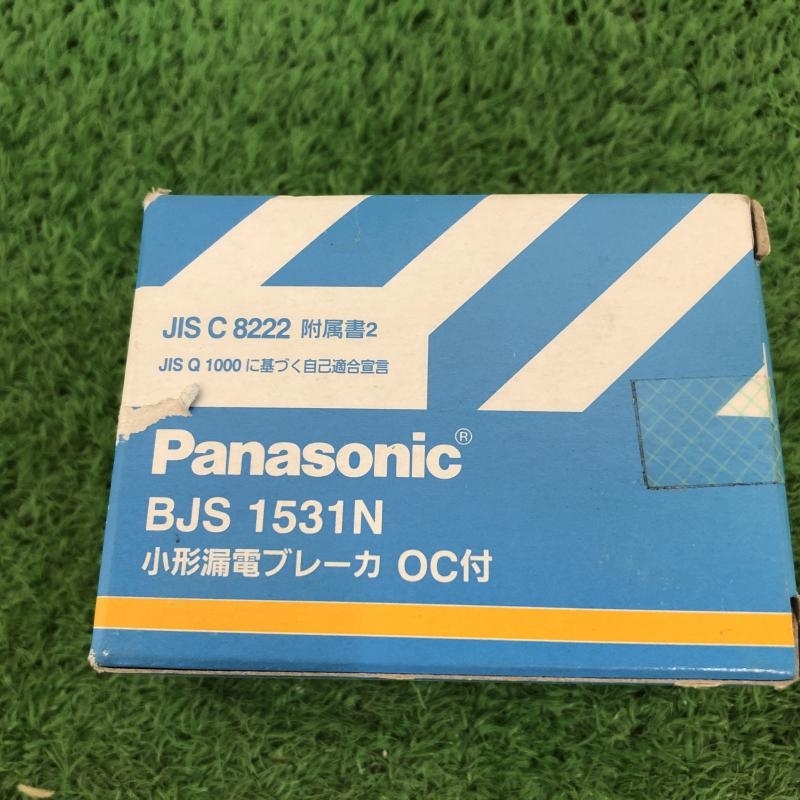 JIS C 8222 附属書2
JIS Q 1000 に基づく自己適合宣言
Panasonic®
BJS 1531N
小形漏電ブレーカ OC付